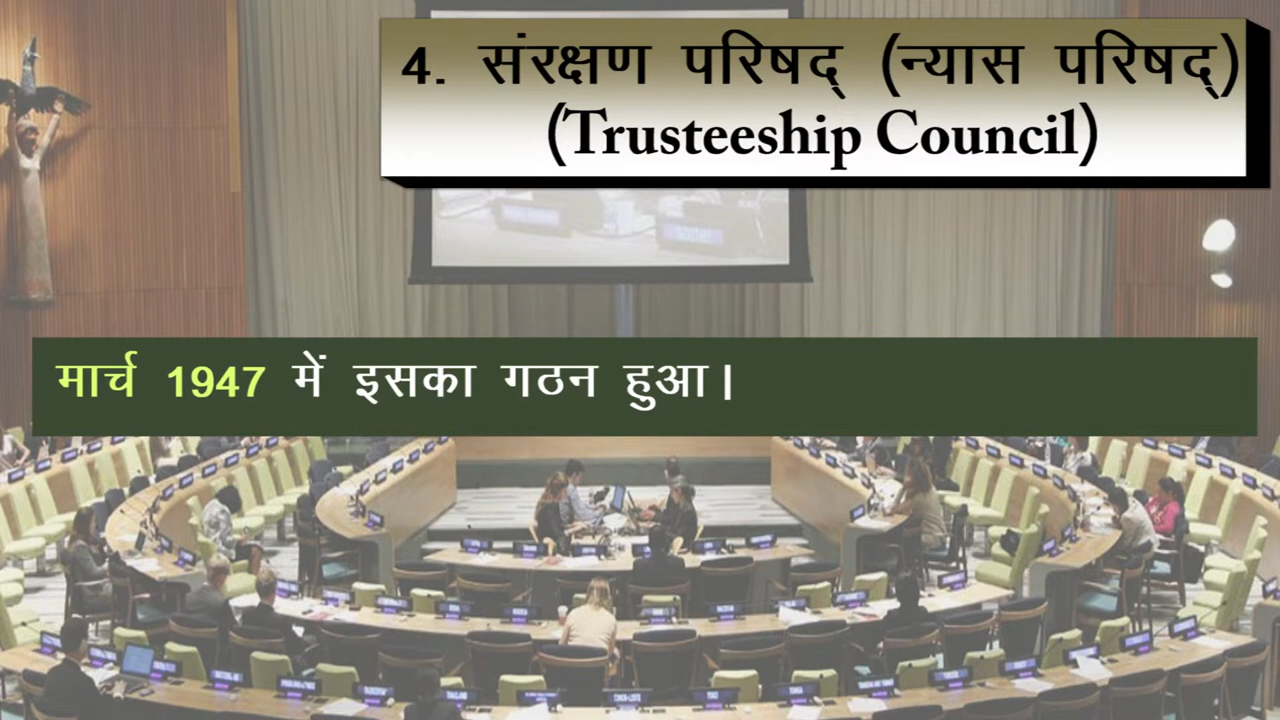 4. संरक्षण परिषद् (न्यास परिषद्)
(Trusteeship Council)
मार्च 1947 में इसका गठन हुआ।